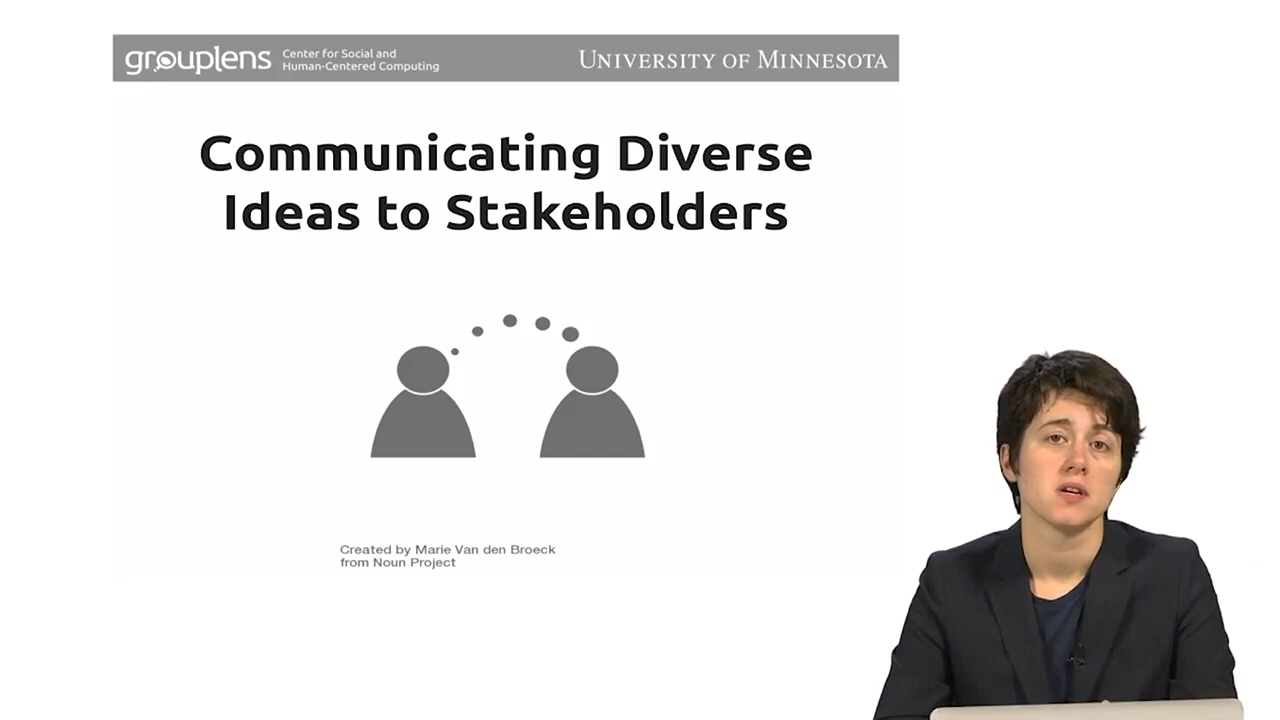 grouplens
Center for Social and
Human-Centered Computing
UNIVERSITY OF MINNESOTA
Communicating Diverse
Ideas to Stakeholders
Created by Marie Van den Broeck
from Noun Project